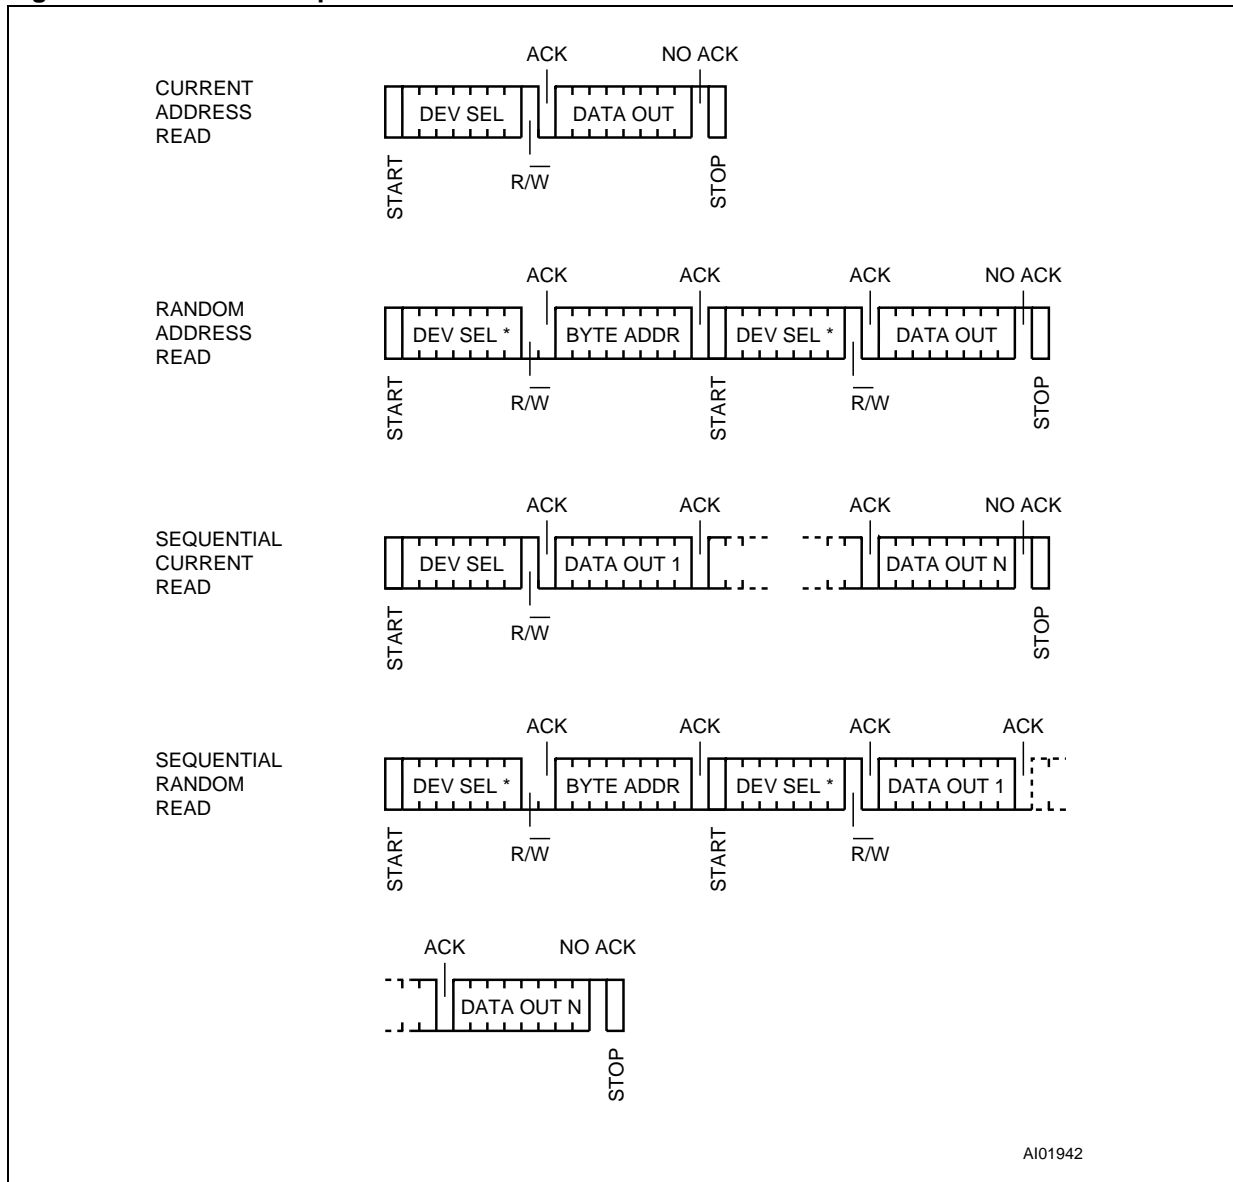 ACK NO ACK
CURRENT
ADDRESS
READ
DEV SEL DATA OUT
START R/W̅ STOP
ACK ACK ACK NO ACK
RANDOM
ADDRESS
READ
DEV SEL * BYTE ADDR DEV SEL * DATA OUT
START R/W̅ START R̅/W STOP
ACK ACK ACK NO ACK
SEQUENTIAL
CURRENT
READ
DEV SEL DATA OUT 1 DATA OUT N
START R/W̅ STOP
ACK ACK ACK ACK
SEQUENTIAL
RANDOM
READ
DEV SEL * BYTE ADDR DEV SEL * DATA OUT 1
START R/W̅ START R̅/W
ACK NO ACK
DATA OUT N
STOP
AI01942